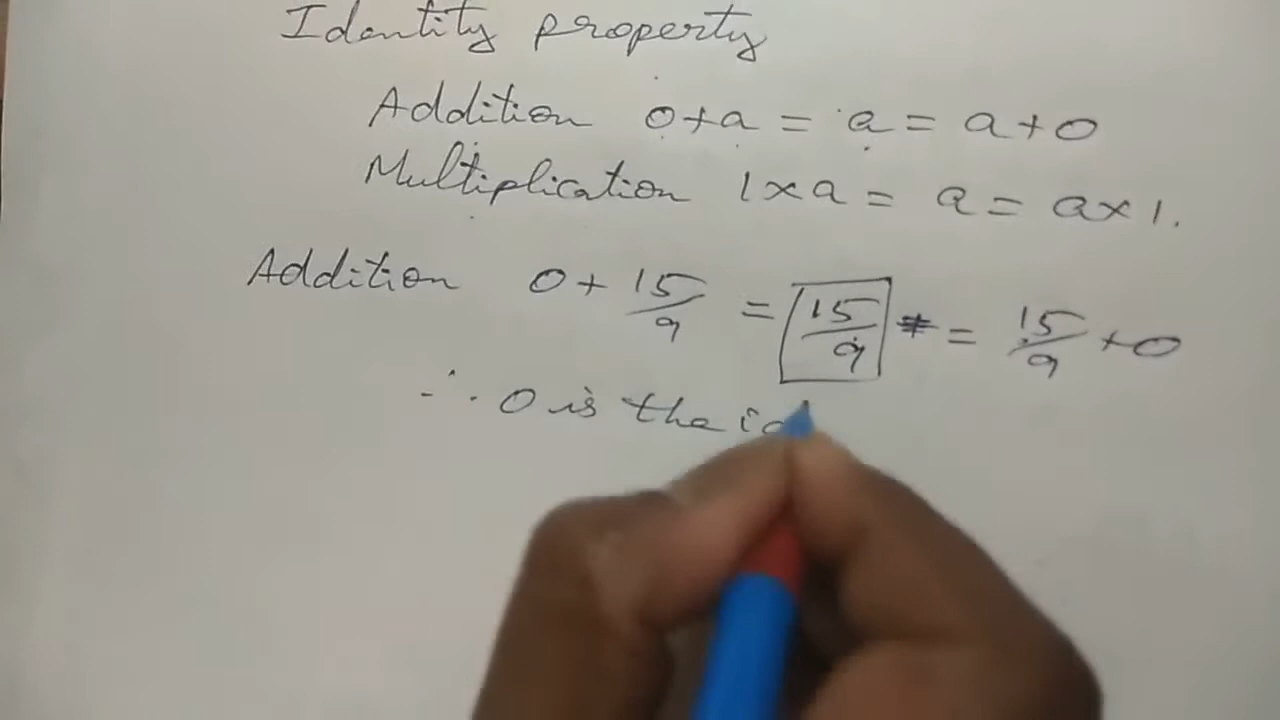 Identity property
Addition 0+a = a = a+0
Multiplication 1×a = a = a×1.
Addition 0+ 15/9 = 15/9 = 15/9 +0
∴ 0 is the id